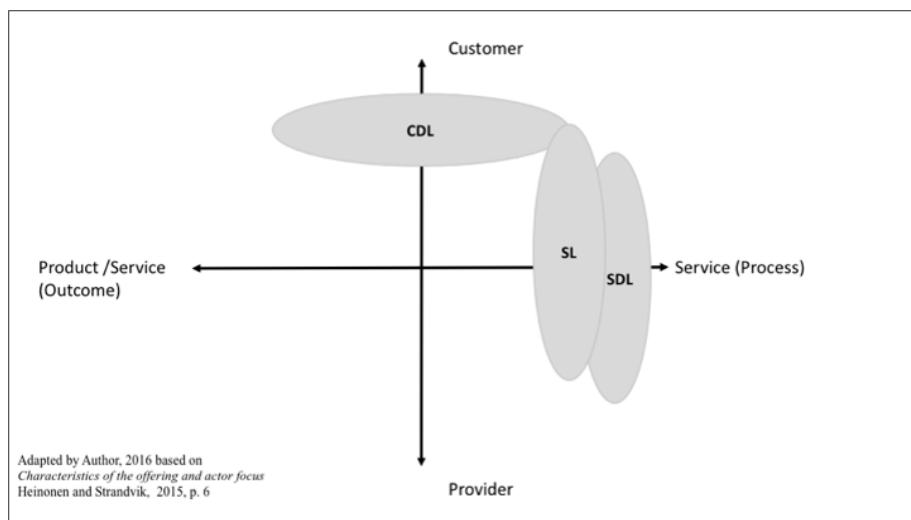 Customer
CDL
SL
Product /Service
(Outcome)
Service (Process)
SDL
Adapted by Author, 2016 based on
Characteristics of the offering and actor focus
Heinonen and Strandvik, 2015, p. 6
Provider